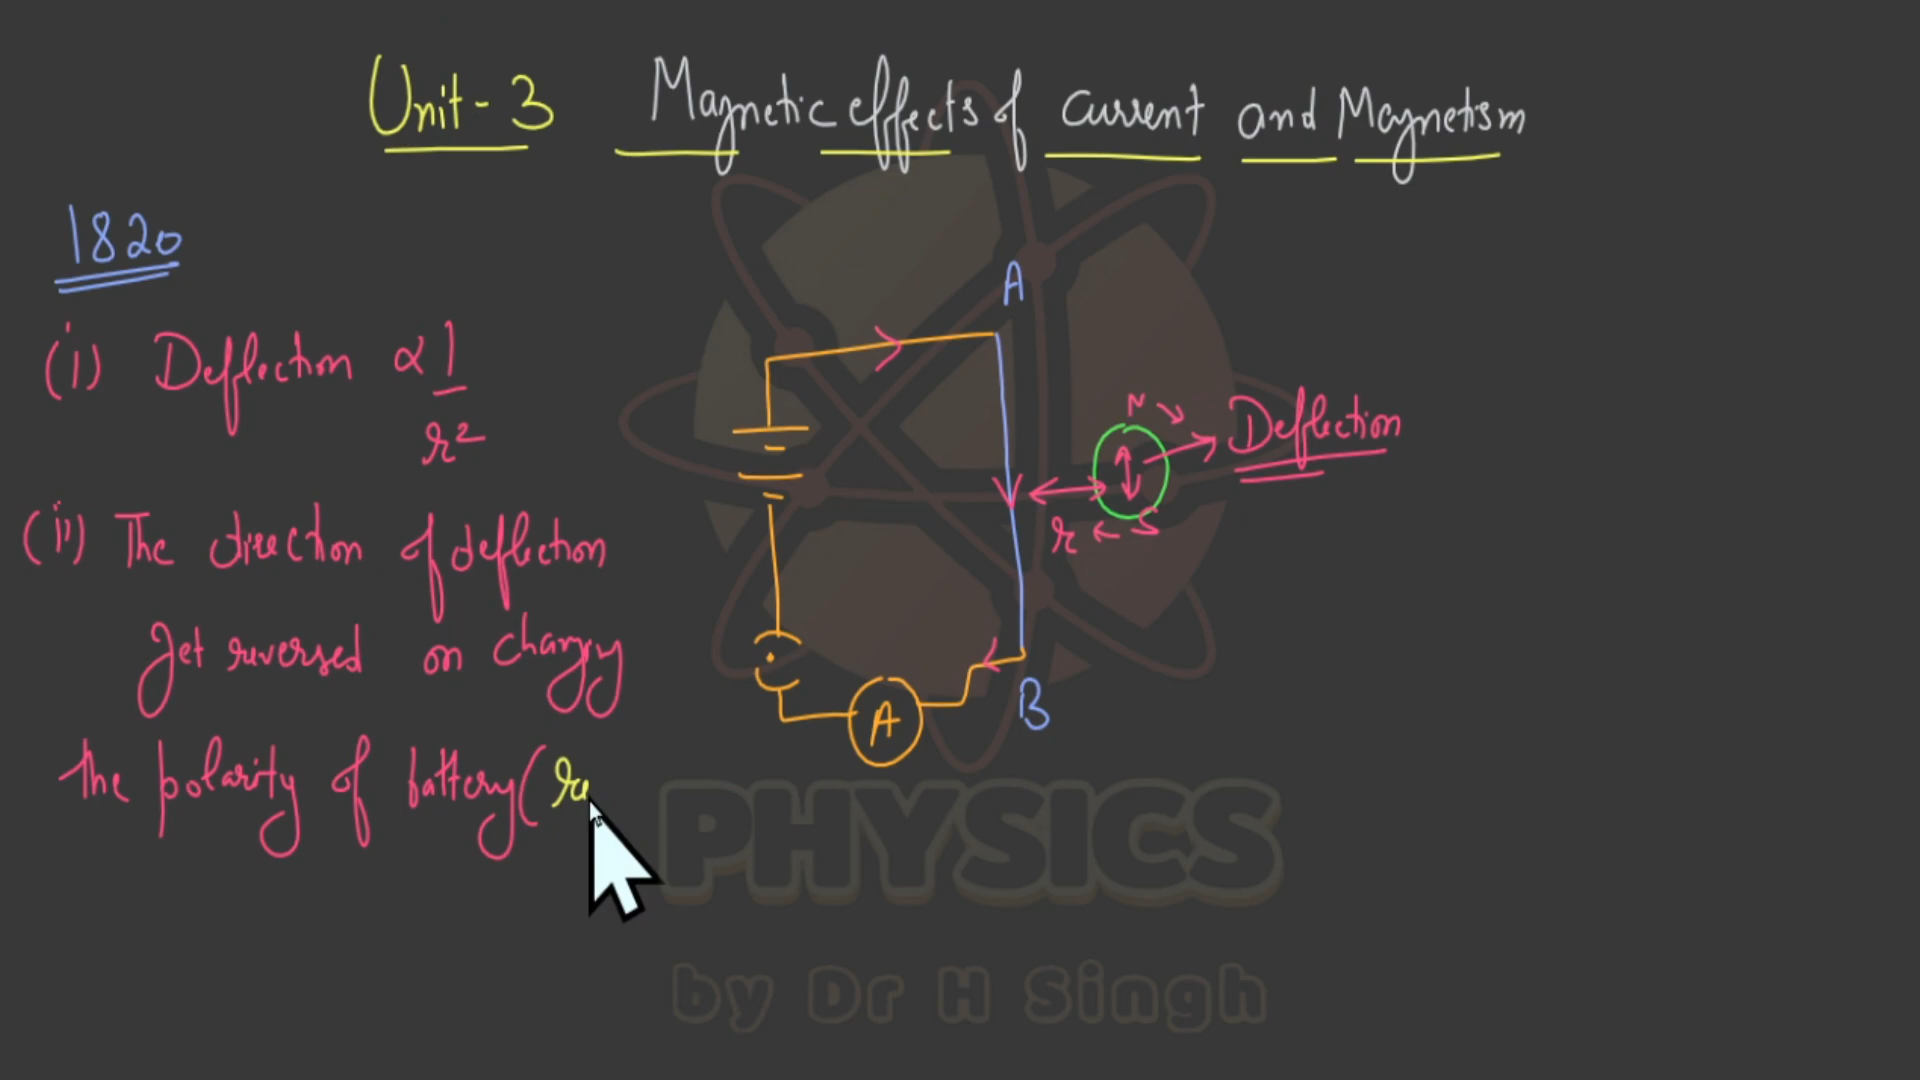 Unit-3 Magnetic effects of current and Magnetism
1820
A
(i) Deflection ∝ 1
r²
N
Deflection
r ← S
(ii) The direction of deflection
get reversed on changing
the polarity of battery (re
A
B
PHYSICS
by Dr H Singh